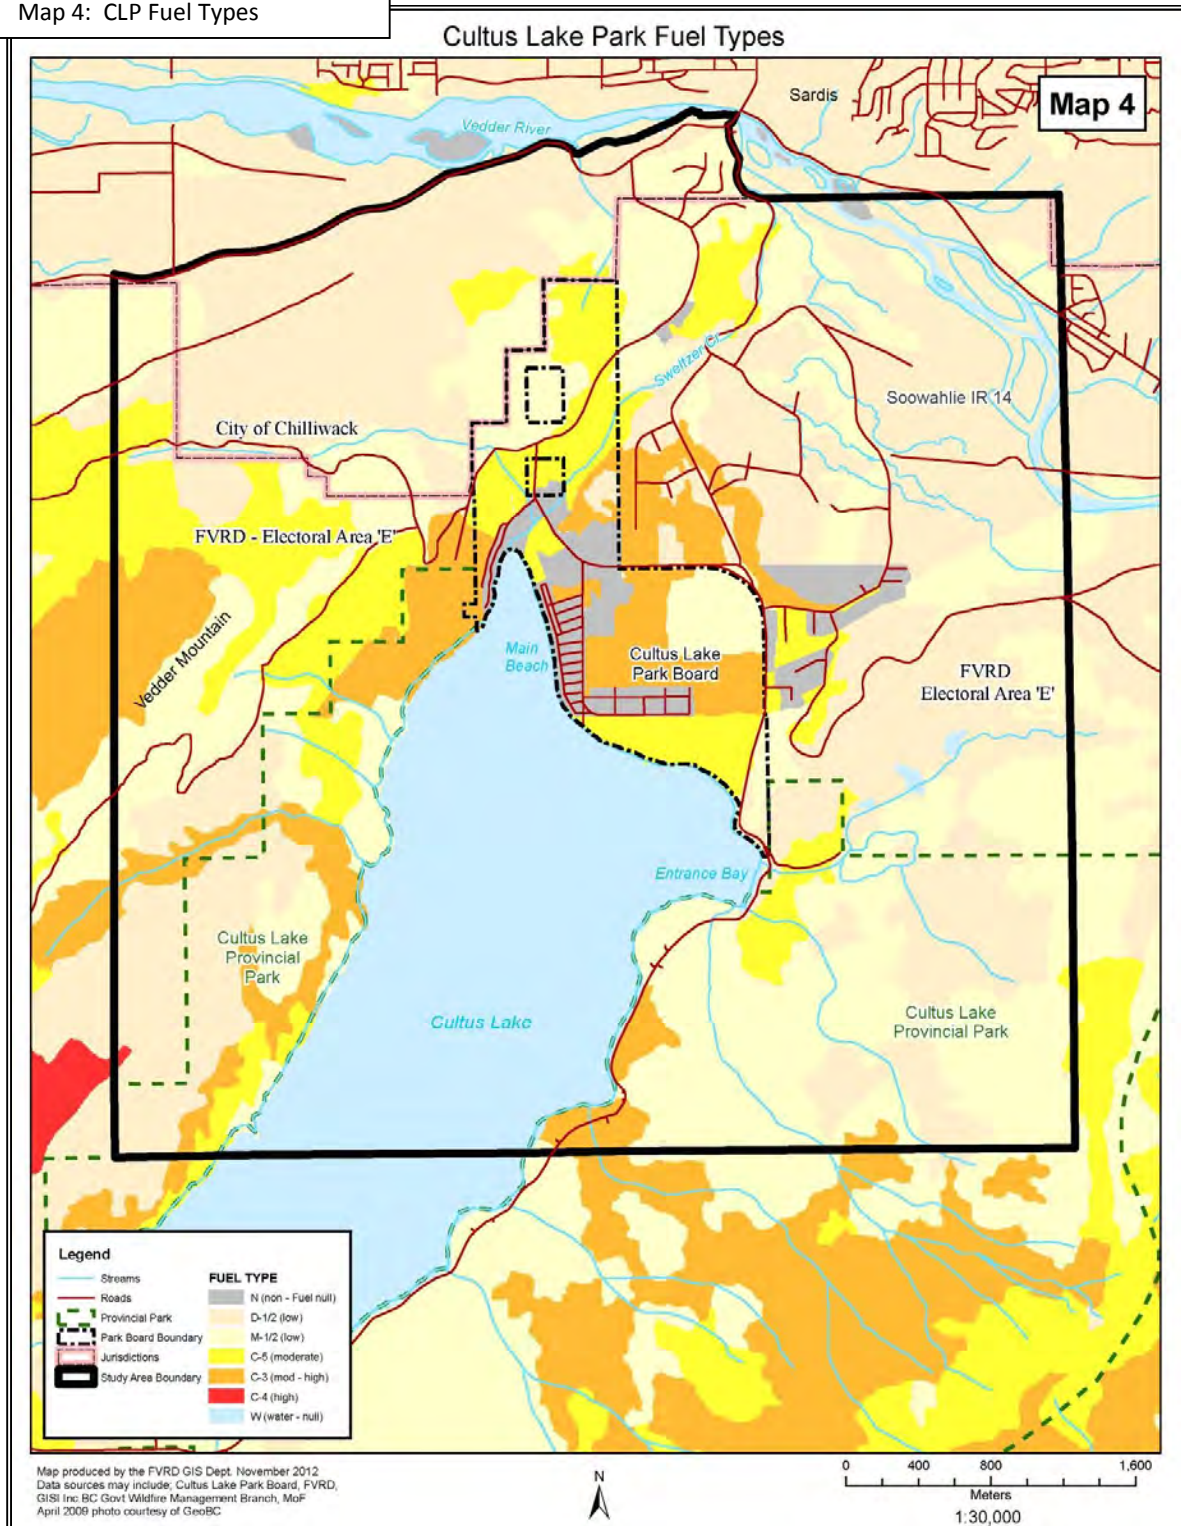 Map 4:  CLP Fuel Types
Cultus Lake Park Fuel Types
Map 4
Sardis
Vedder River
Sweltzer Cr
Soowahlie IR 14
City of Chilliwack
FVRD - Electoral Area 'E'
Vedder Mountain
Main
Beach
Cultus Lake
Park Board
FVRD
Electoral Area 'E'
Entrance Bay
Cultus Lake
Provincial
Park
Cultus Lake
Cultus Lake
Provincial Park
Legend
Streams
Roads
Provincial Park
Park Board Boundary
Jurisdictions
Study Area Boundary
FUEL TYPE
N (non - Fuel null)
D-1/2 (low)
M-1/2 (low)
C-5 (moderate)
C-3 (mod - high)
C-4 (high)
W (water - null)
Map produced by the FVRD GIS Dept. November 2012
Data sources may include; Cultus Lake Park Board, FVRD,
GISI Inc BC Govt Wildfire Management Branch, MoF
April 2009 photo courtesy of GeoBC
N
0 400 800 1,600
Meters
1:30,000